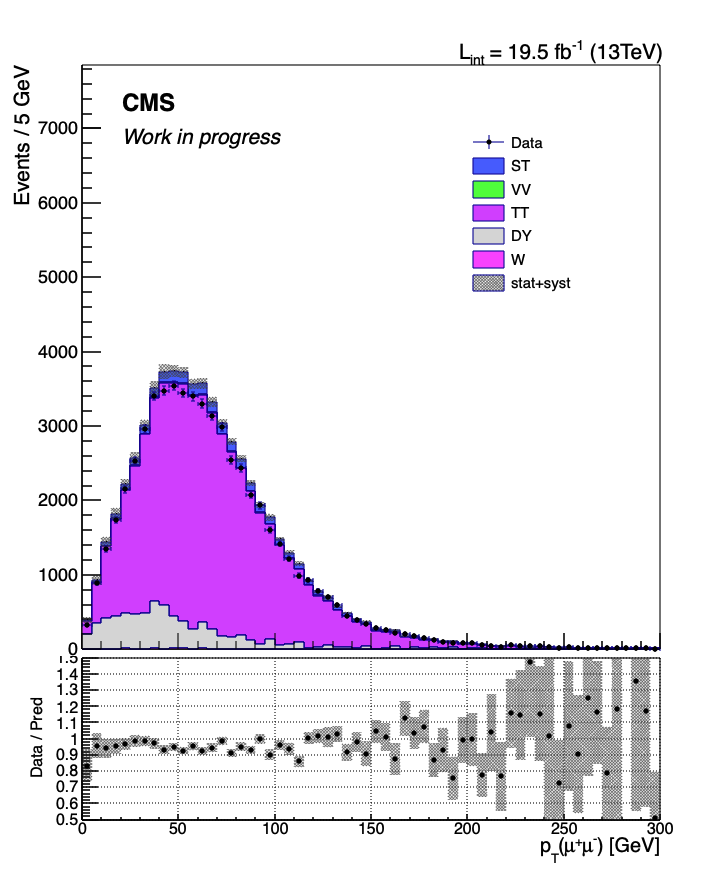 L_int = 19.5 fb⁻¹ (13TeV)
Events / 5 GeV
CMS
Work in progress
Data
ST
VV
TT
DY
W
stat+syst
7000
6000
5000
4000
3000
2000
1000
0
Data / Pred
1.5
1.4
1.3
1.2
1.1
1
0.9
0.8
0.7
0.6
0.5
0 50 100 150 200 250 300
p_T(μ⁺μ⁻) [GeV]